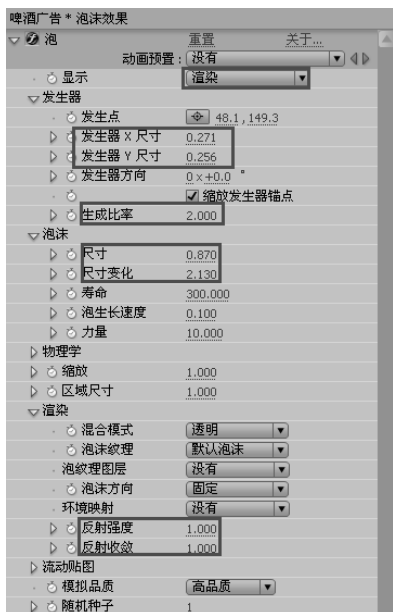 啤酒广告 * 泡沫效果
泡 重置 关于...
动画预置: 没有
显示 渲染
发生器
发生点 48.1,149.3
发生器 X 尺寸 0.271
发生器 Y 尺寸 0.256
发生器方向 0 x+0.0 °
缩放发生器锚点
生成比率 2.000
泡沫
尺寸 0.870
尺寸变化 2.130
寿命 300.000
泡生长速度 0.100
力量 10.000
物理学
缩放 1.000
区域尺寸 1.000
渲染
混合模式 透明
泡沫纹理 默认泡沫
泡纹理图层 没有
泡沫方向 固定
环境映射 没有
反射强度 1.000
反射收敛 1.000
流动贴图
模拟品质 高品质
随机种子 1